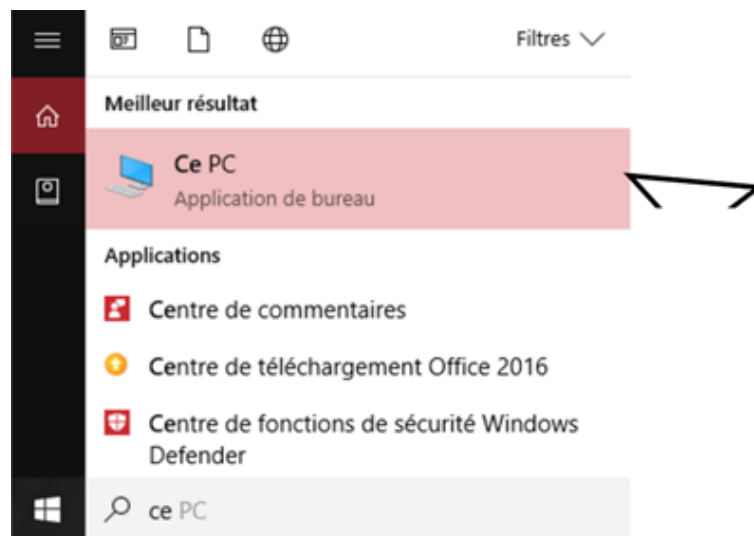 Filtres
Meilleur résultat
Ce PC
Application de bureau
Applications
Centre de commentaires
Centre de téléchargement Office 2016
Centre de fonctions de sécurité Windows
Defender
ce PC